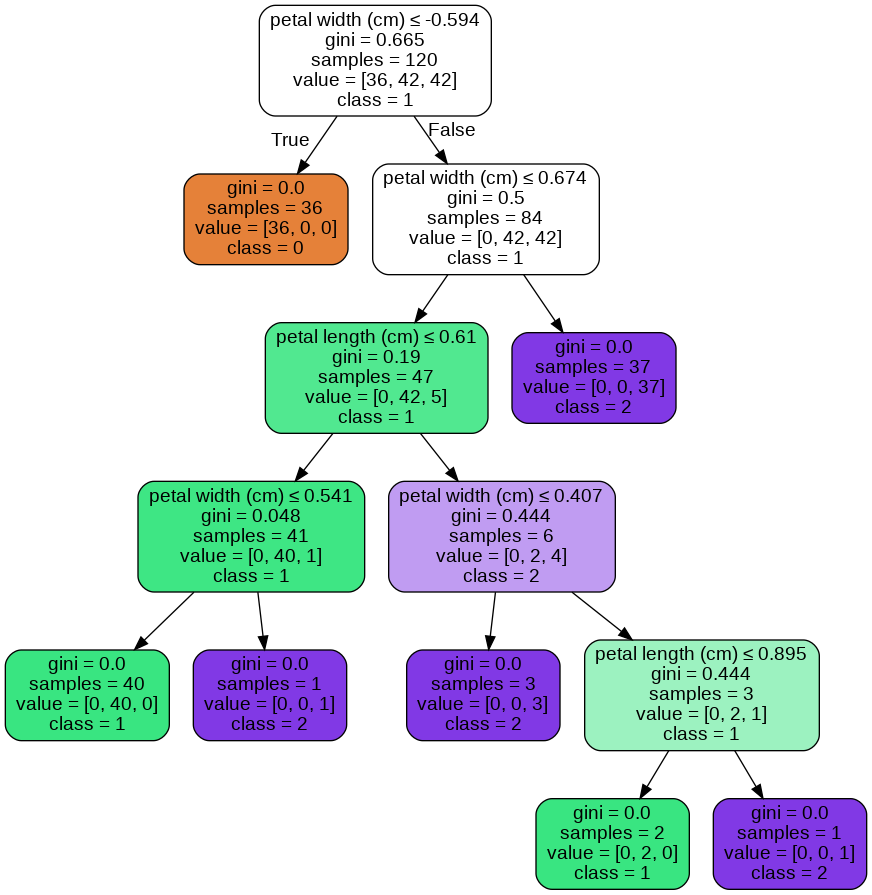 petal width (cm) ≤ -0.594
gini = 0.665
samples = 120
value = [36, 42, 42]
class = 1
True
False
gini = 0.0
samples = 36
value = [36, 0, 0]
class = 0
petal width (cm) ≤ 0.674
gini = 0.5
samples = 84
value = [0, 42, 42]
class = 1
petal length (cm) ≤ 0.61
gini = 0.19
samples = 47
value = [0, 42, 5]
class = 1
gini = 0.0
samples = 37
value = [0, 0, 37]
class = 2
petal width (cm) ≤ 0.541
gini = 0.048
samples = 41
value = [0, 40, 1]
class = 1
petal width (cm) ≤ 0.407
gini = 0.444
samples = 6
value = [0, 2, 4]
class = 2
gini = 0.0
samples = 40
value = [0, 40, 0]
class = 1
gini = 0.0
samples = 1
value = [0, 0, 1]
class = 2
gini = 0.0
samples = 3
value = [0, 0, 3]
class = 2
petal length (cm) ≤ 0.895
gini = 0.444
samples = 3
value = [0, 2, 1]
class = 1
gini = 0.0
samples = 2
value = [0, 2, 0]
class = 1
gini = 0.0
samples = 1
value = [0, 0, 1]
class = 2